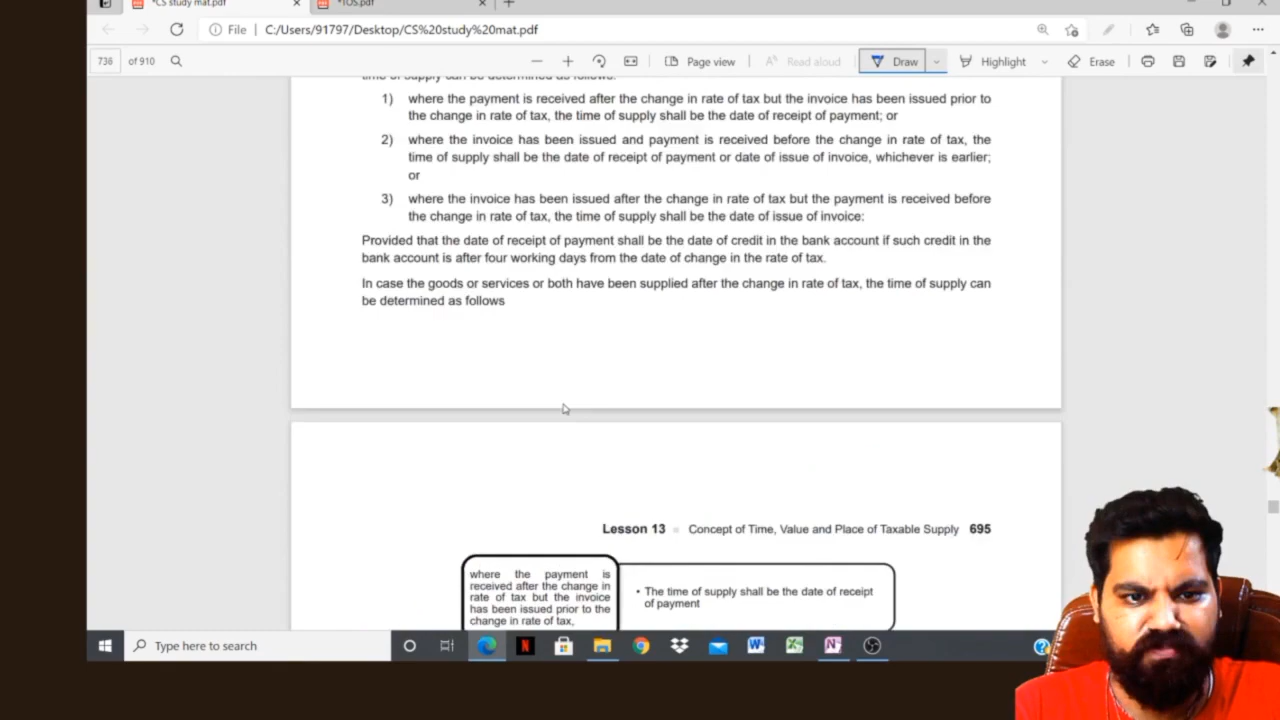 *CS study mat.pdf
*TOS.pdf
File C:/Users/91797/Desktop/CS%20study%20mat.pdf
736 of 910 Page view Read aloud Draw Highlight Erase
time of supply can be determined as follows:
1) where the payment is received after the change in rate of tax but the invoice has been issued prior to
the change in rate of tax, the time of supply shall be the date of receipt of payment; or
2) where the invoice has been issued and payment is received before the change in rate of tax, the
time of supply shall be the date of receipt of payment or date of issue of invoice, whichever is earlier;
or
3) where the invoice has been issued after the change in rate of tax but the payment is received before
the change in rate of tax, the time of supply shall be the date of issue of invoice:
Provided that the date of receipt of payment shall be the date of credit in the bank account if such credit in the
bank account is after four working days from the date of change in the rate of tax.
In case the goods or services or both have been supplied after the change in rate of tax, the time of supply can
be determined as follows
Lesson 13 Concept of Time, Value and Place of Taxable Supply 695
where the payment is
received after the change in
rate of tax but the invoice
has been issued prior to the
change in rate of tax,
• The time of supply shall be the date of receipt
of payment
Type here to search